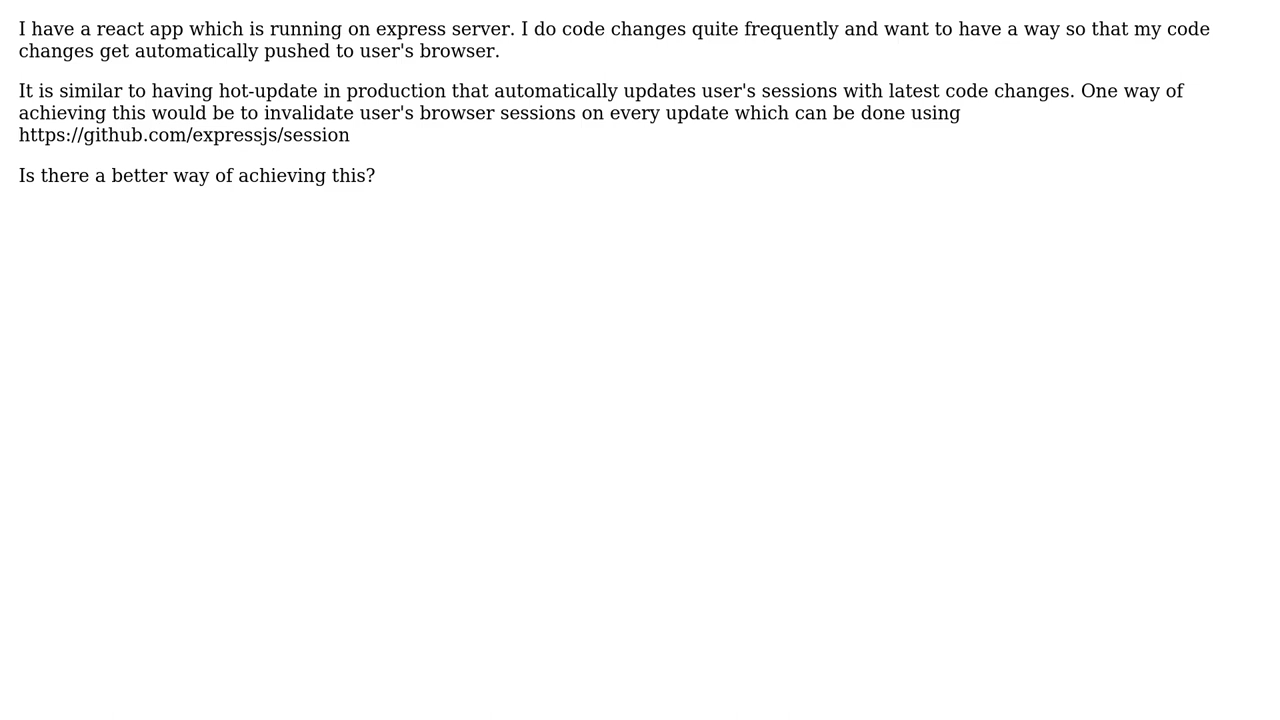 I have a react app which is running on express server. I do code changes quite frequently and want to have a way so that my code
changes get automatically pushed to user's browser.
It is similar to having hot-update in production that automatically updates user's sessions with latest code changes. One way of
achieving this would be to invalidate user's browser sessions on every update which can be done using
https://github.com/expressjs/session
Is there a better way of achieving this?